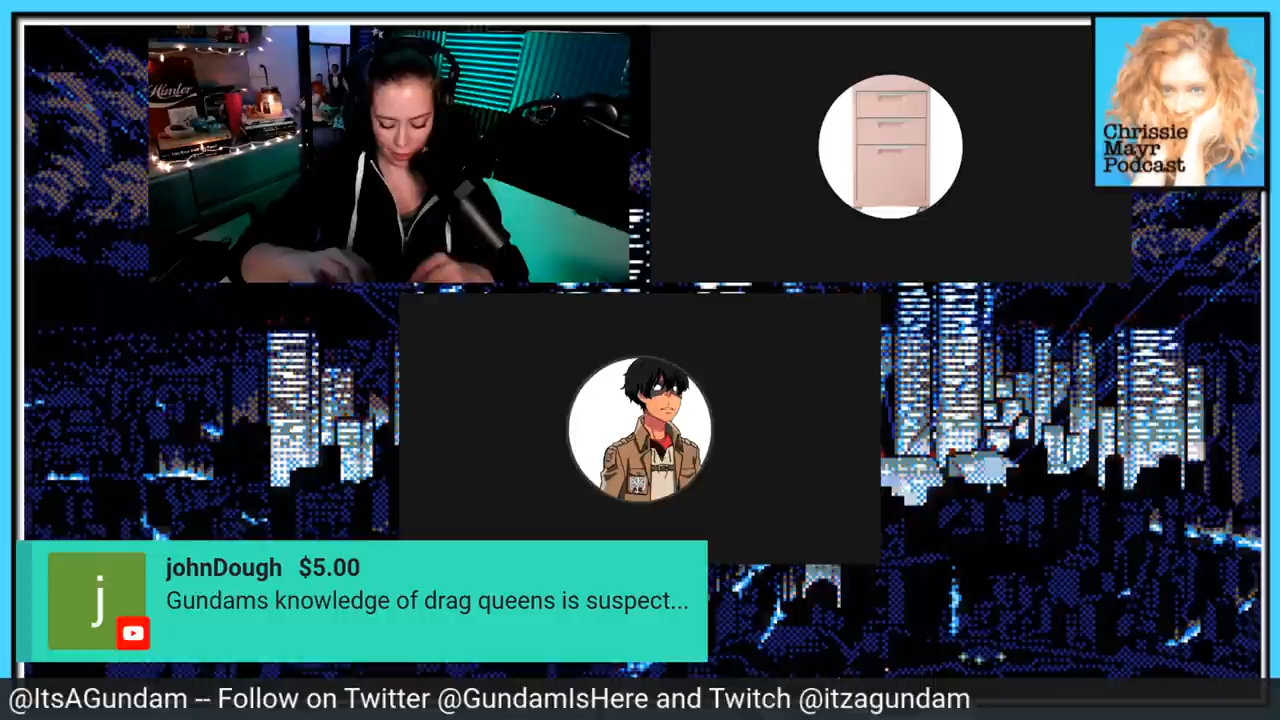 Chrissie
Mayr
Podcast
j
johnDough $5.00
Gundams knowledge of drag queens is suspect...
@ItsAGundam -- Follow on Twitter @GundamIsHere and Twitch @itzagundam